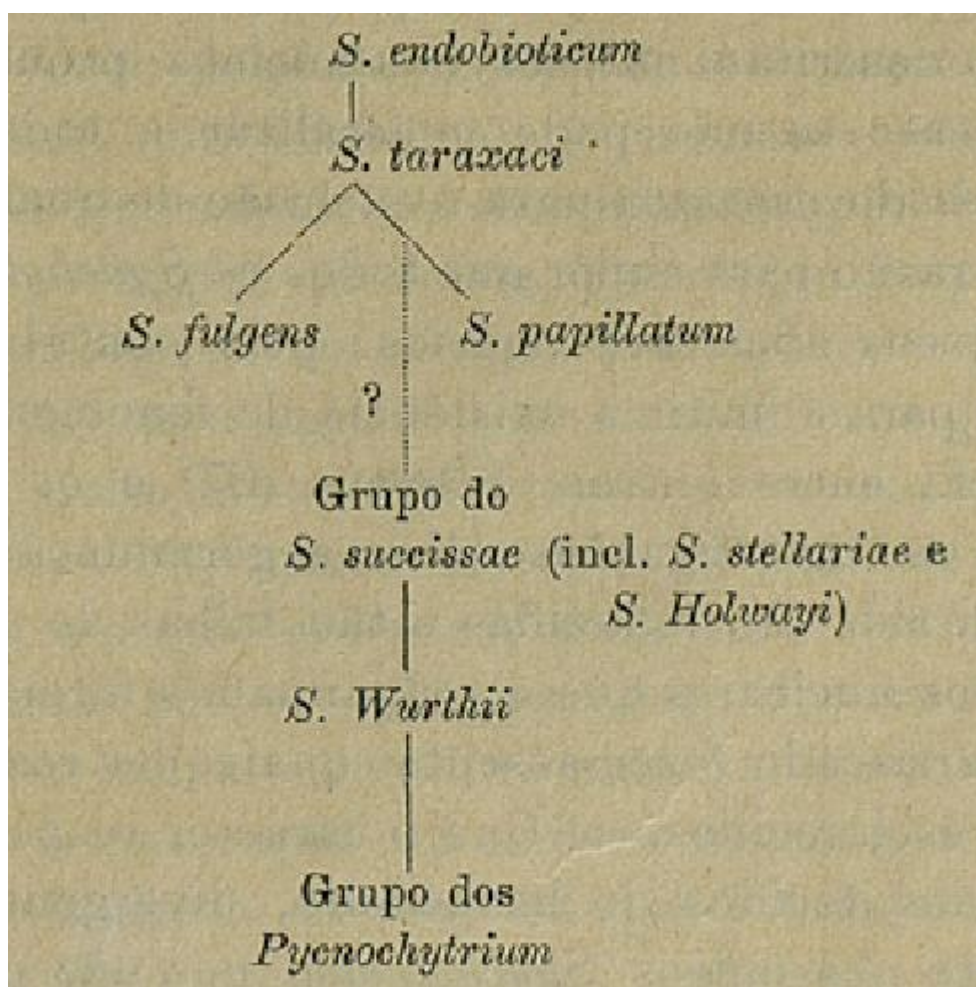 S. endobioticum
S. taraxaci
S. fulgens S. papillatum
?
Grupo do
S. succissae (incl. S. stellariae e
S. Holwayi)
S. Wurthii
Grupo dos
Pycnochytrium